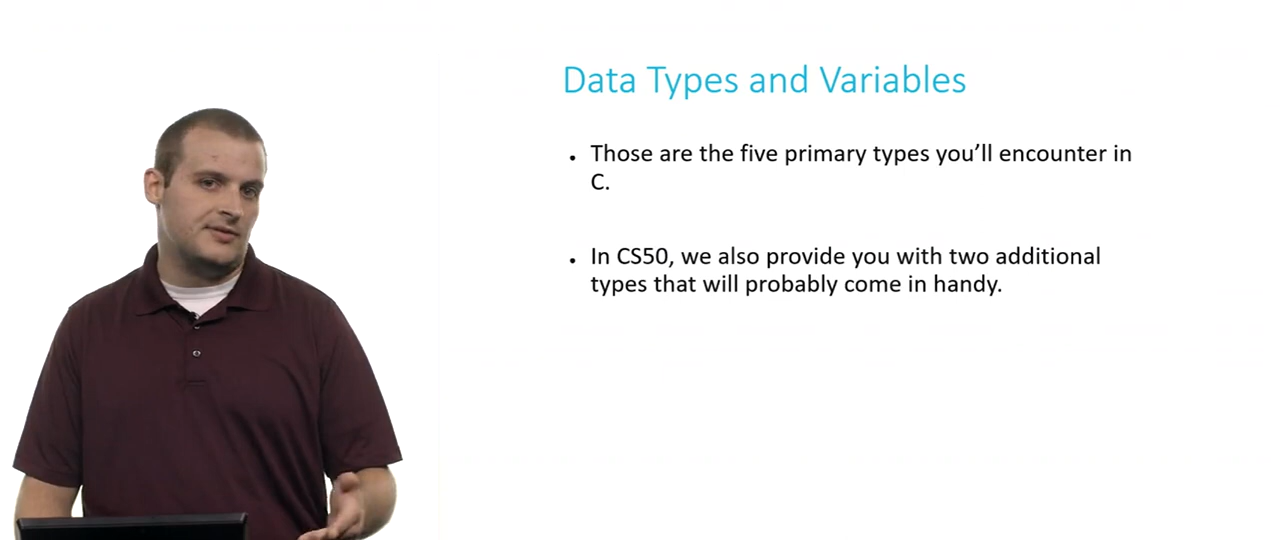 Data Types and Variables
• Those are the five primary types you’ll encounter in
C.
• In CS50, we also provide you with two additional
types that will probably come in handy.